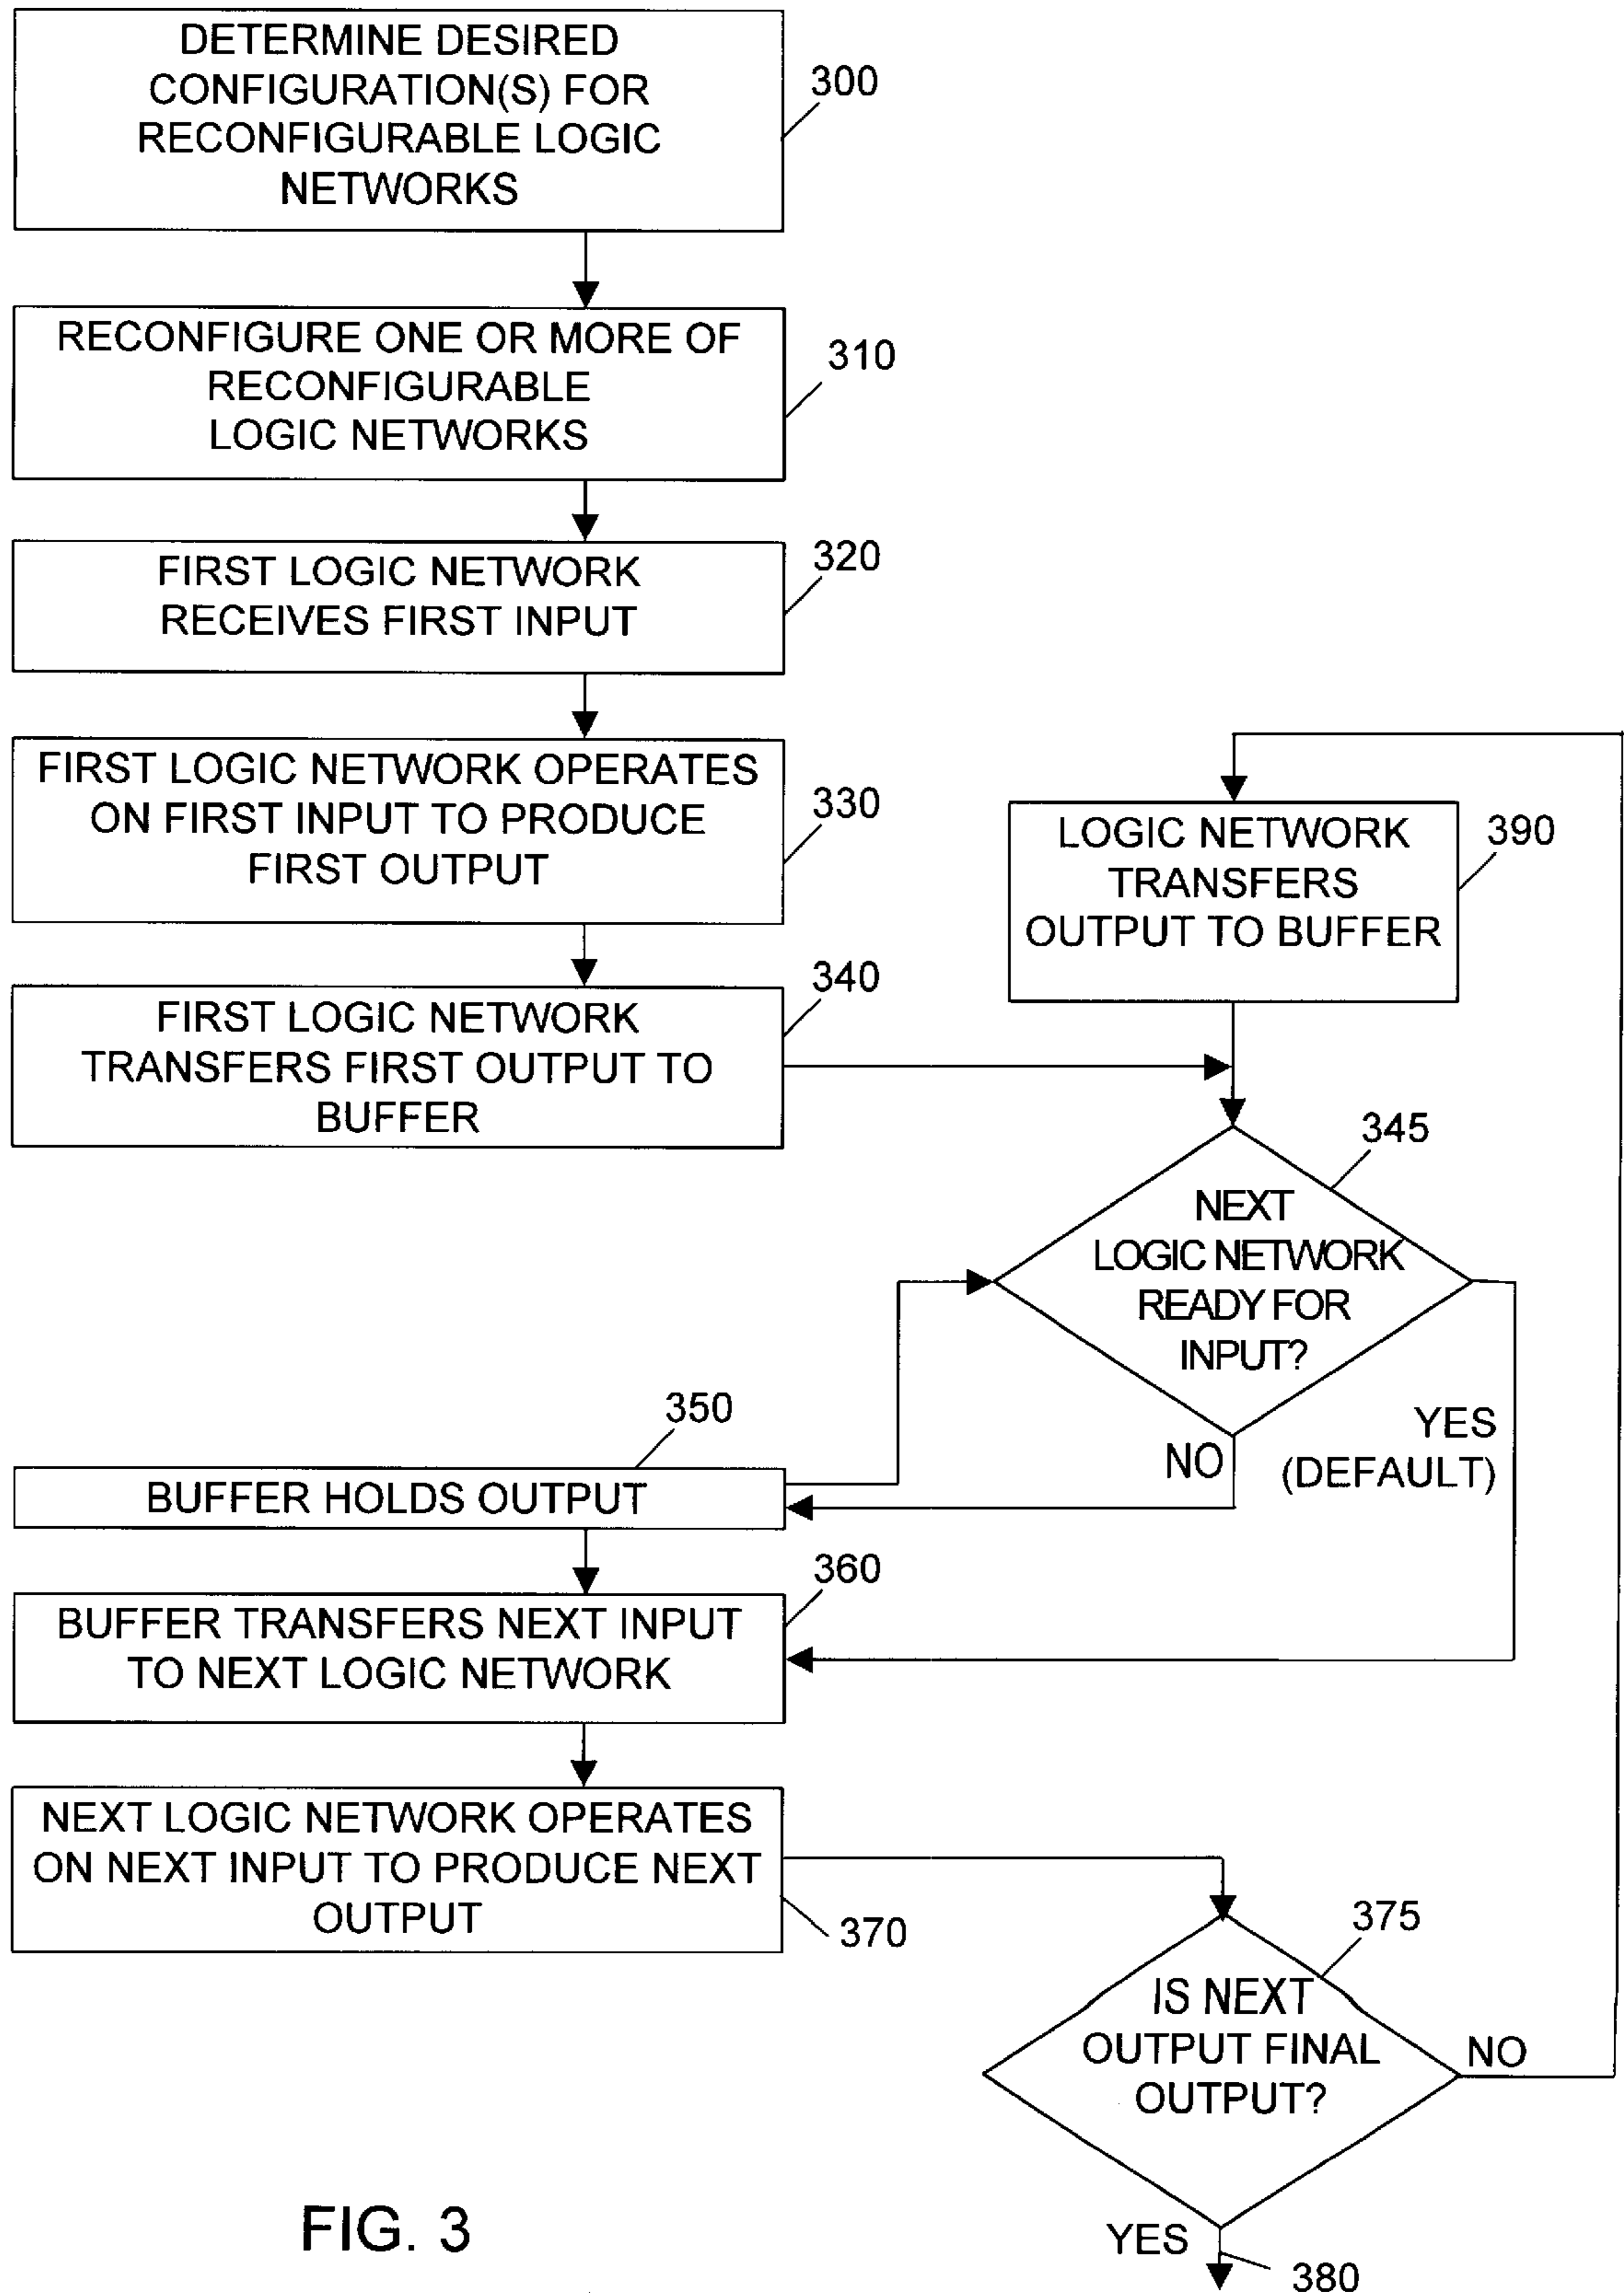 DETERMINE DESIRED
CONFIGURATION(S) FOR
RECONFIGURABLE LOGIC
NETWORKS
300
RECONFIGURE ONE OR MORE OF
RECONFIGURABLE
LOGIC NETWORKS
310
FIRST LOGIC NETWORK
RECEIVES FIRST INPUT
320
FIRST LOGIC NETWORK OPERATES
ON FIRST INPUT TO PRODUCE
FIRST OUTPUT
330
LOGIC NETWORK
TRANSFERS
OUTPUT TO BUFFER
390
FIRST LOGIC NETWORK
TRANSFERS FIRST OUTPUT TO
BUFFER
340
NEXT
LOGIC NETWORK
READY FOR
INPUT?
345
NO
YES
(DEFAULT)
BUFFER HOLDS OUTPUT
350
BUFFER TRANSFERS NEXT INPUT
TO NEXT LOGIC NETWORK
360
NEXT LOGIC NETWORK OPERATES
ON NEXT INPUT TO PRODUCE NEXT
OUTPUT
370
IS NEXT
OUTPUT FINAL
OUTPUT?
375
NO
YES
380
FIG. 3